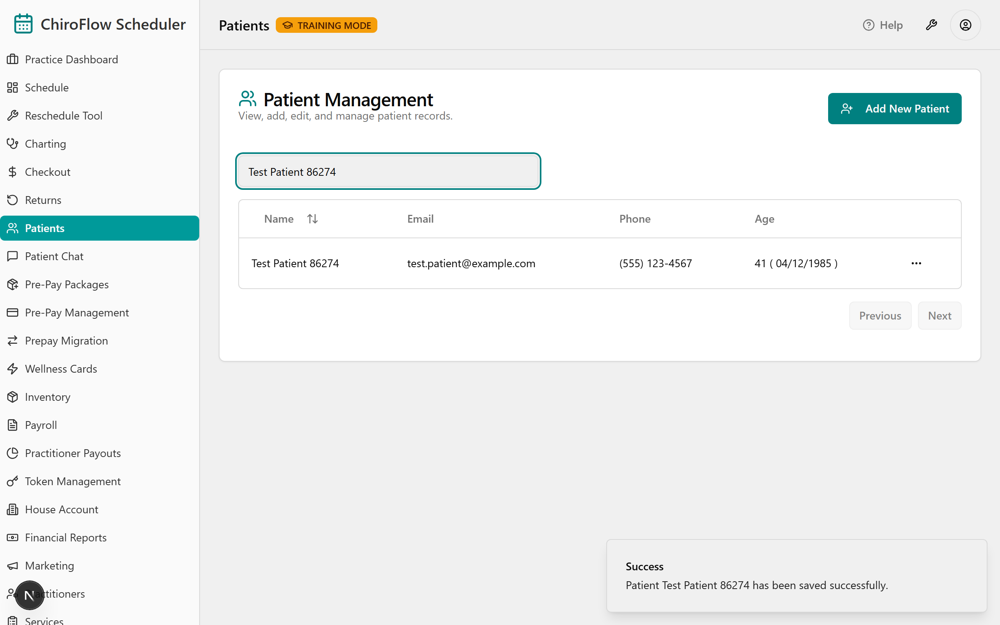 ChiroFlow Scheduler
Practice Dashboard
Schedule
Reschedule Tool
Charting
Checkout
Returns
Patients
Patient Chat
Pre-Pay Packages
Pre-Pay Management
Prepay Migration
Wellness Cards
Inventory
Payroll
Practitioner Payouts
Token Management
House Account
Financial Reports
Marketing
N
Services
Patients
TRAINING MODE
Help
Patient Management
View, add, edit, and manage patient records.
Add New Patient
Test Patient 86274
Name Email Phone Age
Test Patient 86274 test.patient@example.com (555) 123-4567 41 ( 04/12/1985 )
Previous Next
Success
Patient Test Patient 86274 has been saved successfully.